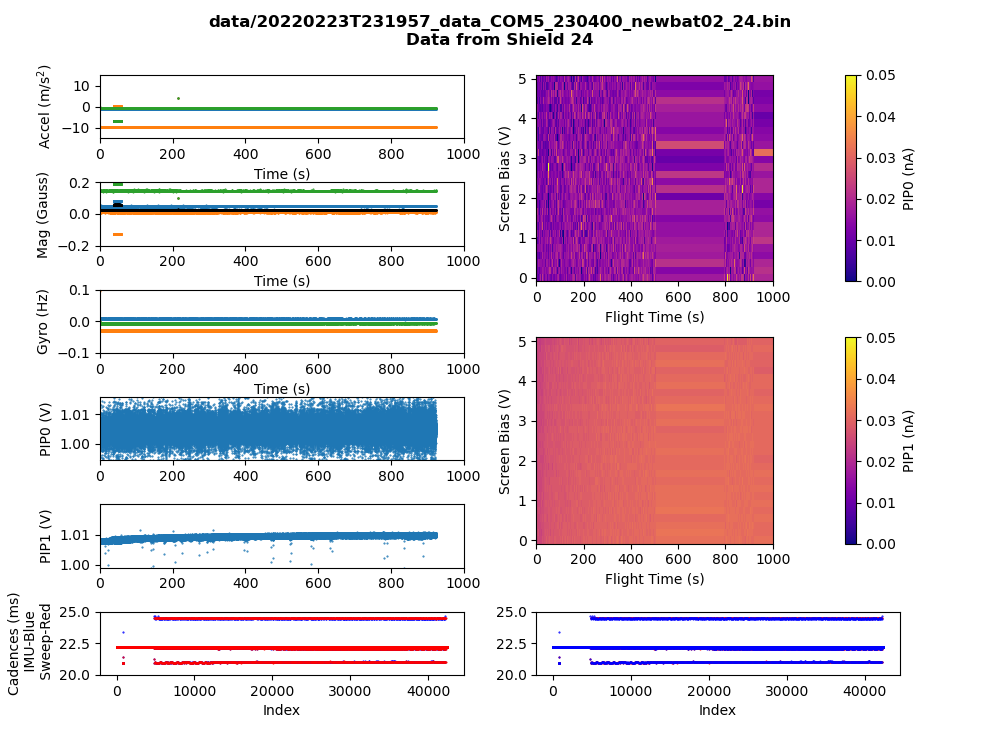 data/20220223T231957_data_COM5_230400_newbat02_24.bin
Data from Shield 24
Accel (m/s²)
10
0
−10
0 200 400 600 800 1000
Time (s)
Mag (Gauss)
0.2
0.0
−0.2
0 200 400 600 800 1000
Time (s)
Gyro (Hz)
0.1
0.0
−0.1
0 200 400 600 800 1000
Time (s)
PIP0 (V)
1.01
1.00
0 200 400 600 800 1000
PIP1 (V)
1.01
1.00
0 200 400 600 800 1000
Cadences (ms)
IMU-Blue
Sweep-Red
25.0
22.5
20.0
0 10000 20000 30000 40000
Index
Screen Bias (V)
5
4
3
2
1
0
0 200 400 600 800 1000
Flight Time (s)
0.05
0.04
0.03
0.02
0.01
0.00
PIP0 (nA)
Screen Bias (V)
5
4
3
2
1
0
0 200 400 600 800 1000
Flight Time (s)
0.05
0.04
0.03
0.02
0.01
0.00
PIP1 (nA)
25.0
22.5
20.0
0 10000 20000 30000 40000
Index